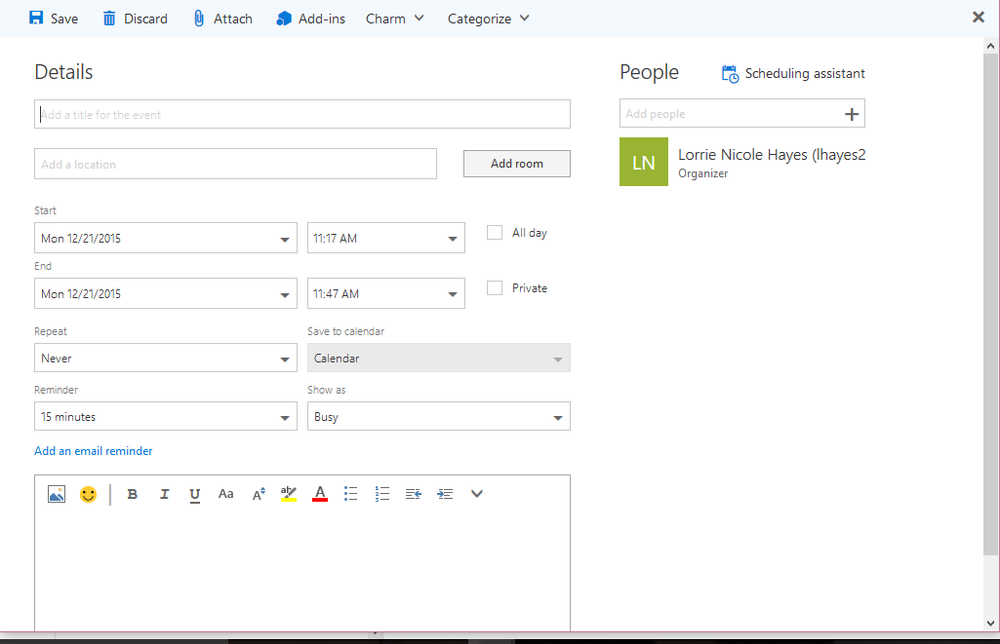 Save Discard Attach Add-ins Charm Categorize
Details
Add a title for the event
Add a location Add room
Start
Mon 12/21/2015 11:17 AM All day
End
Mon 12/21/2015 11:47 AM Private
Repeat Save to calendar
Never Calendar
Reminder Show as
15 minutes Busy
Add an email reminder
B I U Aa A ab A
People Scheduling assistant
Add people
LN Lorrie Nicole Hayes (lhayes2
Organizer